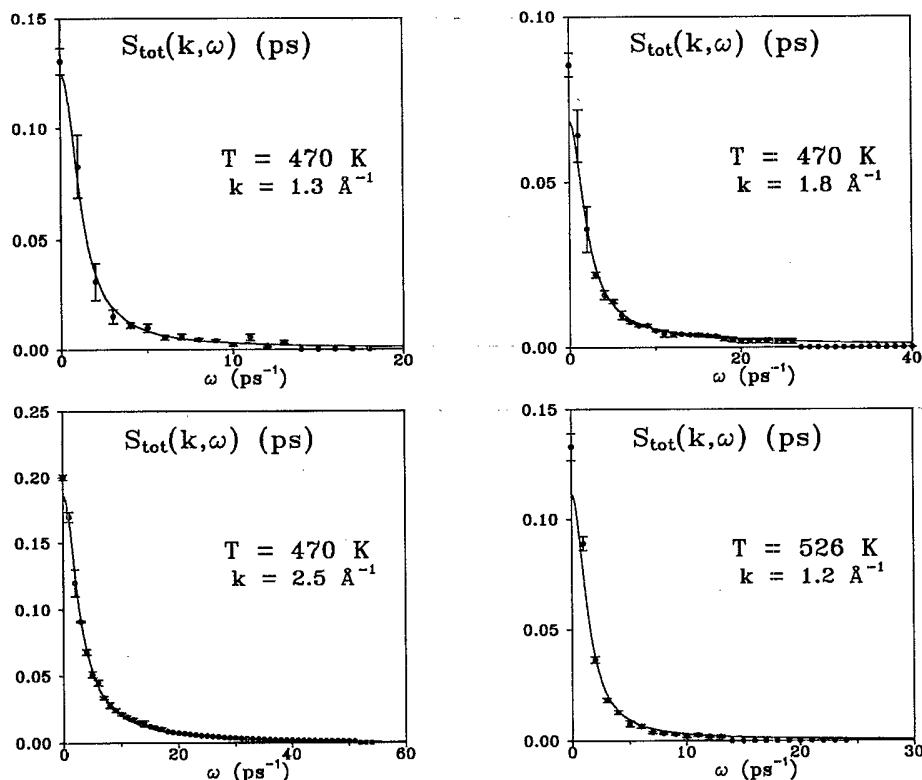 0.15
S_tot(k,ω) (ps)
0.10
T = 470 K
k = 1.3 Å⁻¹
0.05
0.00
0 10 20
ω (ps⁻¹)
0.10
S_tot(k,ω) (ps)
T = 470 K
k = 1.8 Å⁻¹
0.05
0.00
0 20 40
ω (ps⁻¹)
0.25
S_tot(k,ω) (ps)
0.20
0.15
T = 470 K
k = 2.5 Å⁻¹
0.10
0.05
0.00
0 20 40 60
ω (ps⁻¹)
0.15
S_tot(k,ω) (ps)
0.10
T = 526 K
k = 1.2 Å⁻¹
0.05
0.00
0 10 20 30
ω (ps⁻¹)